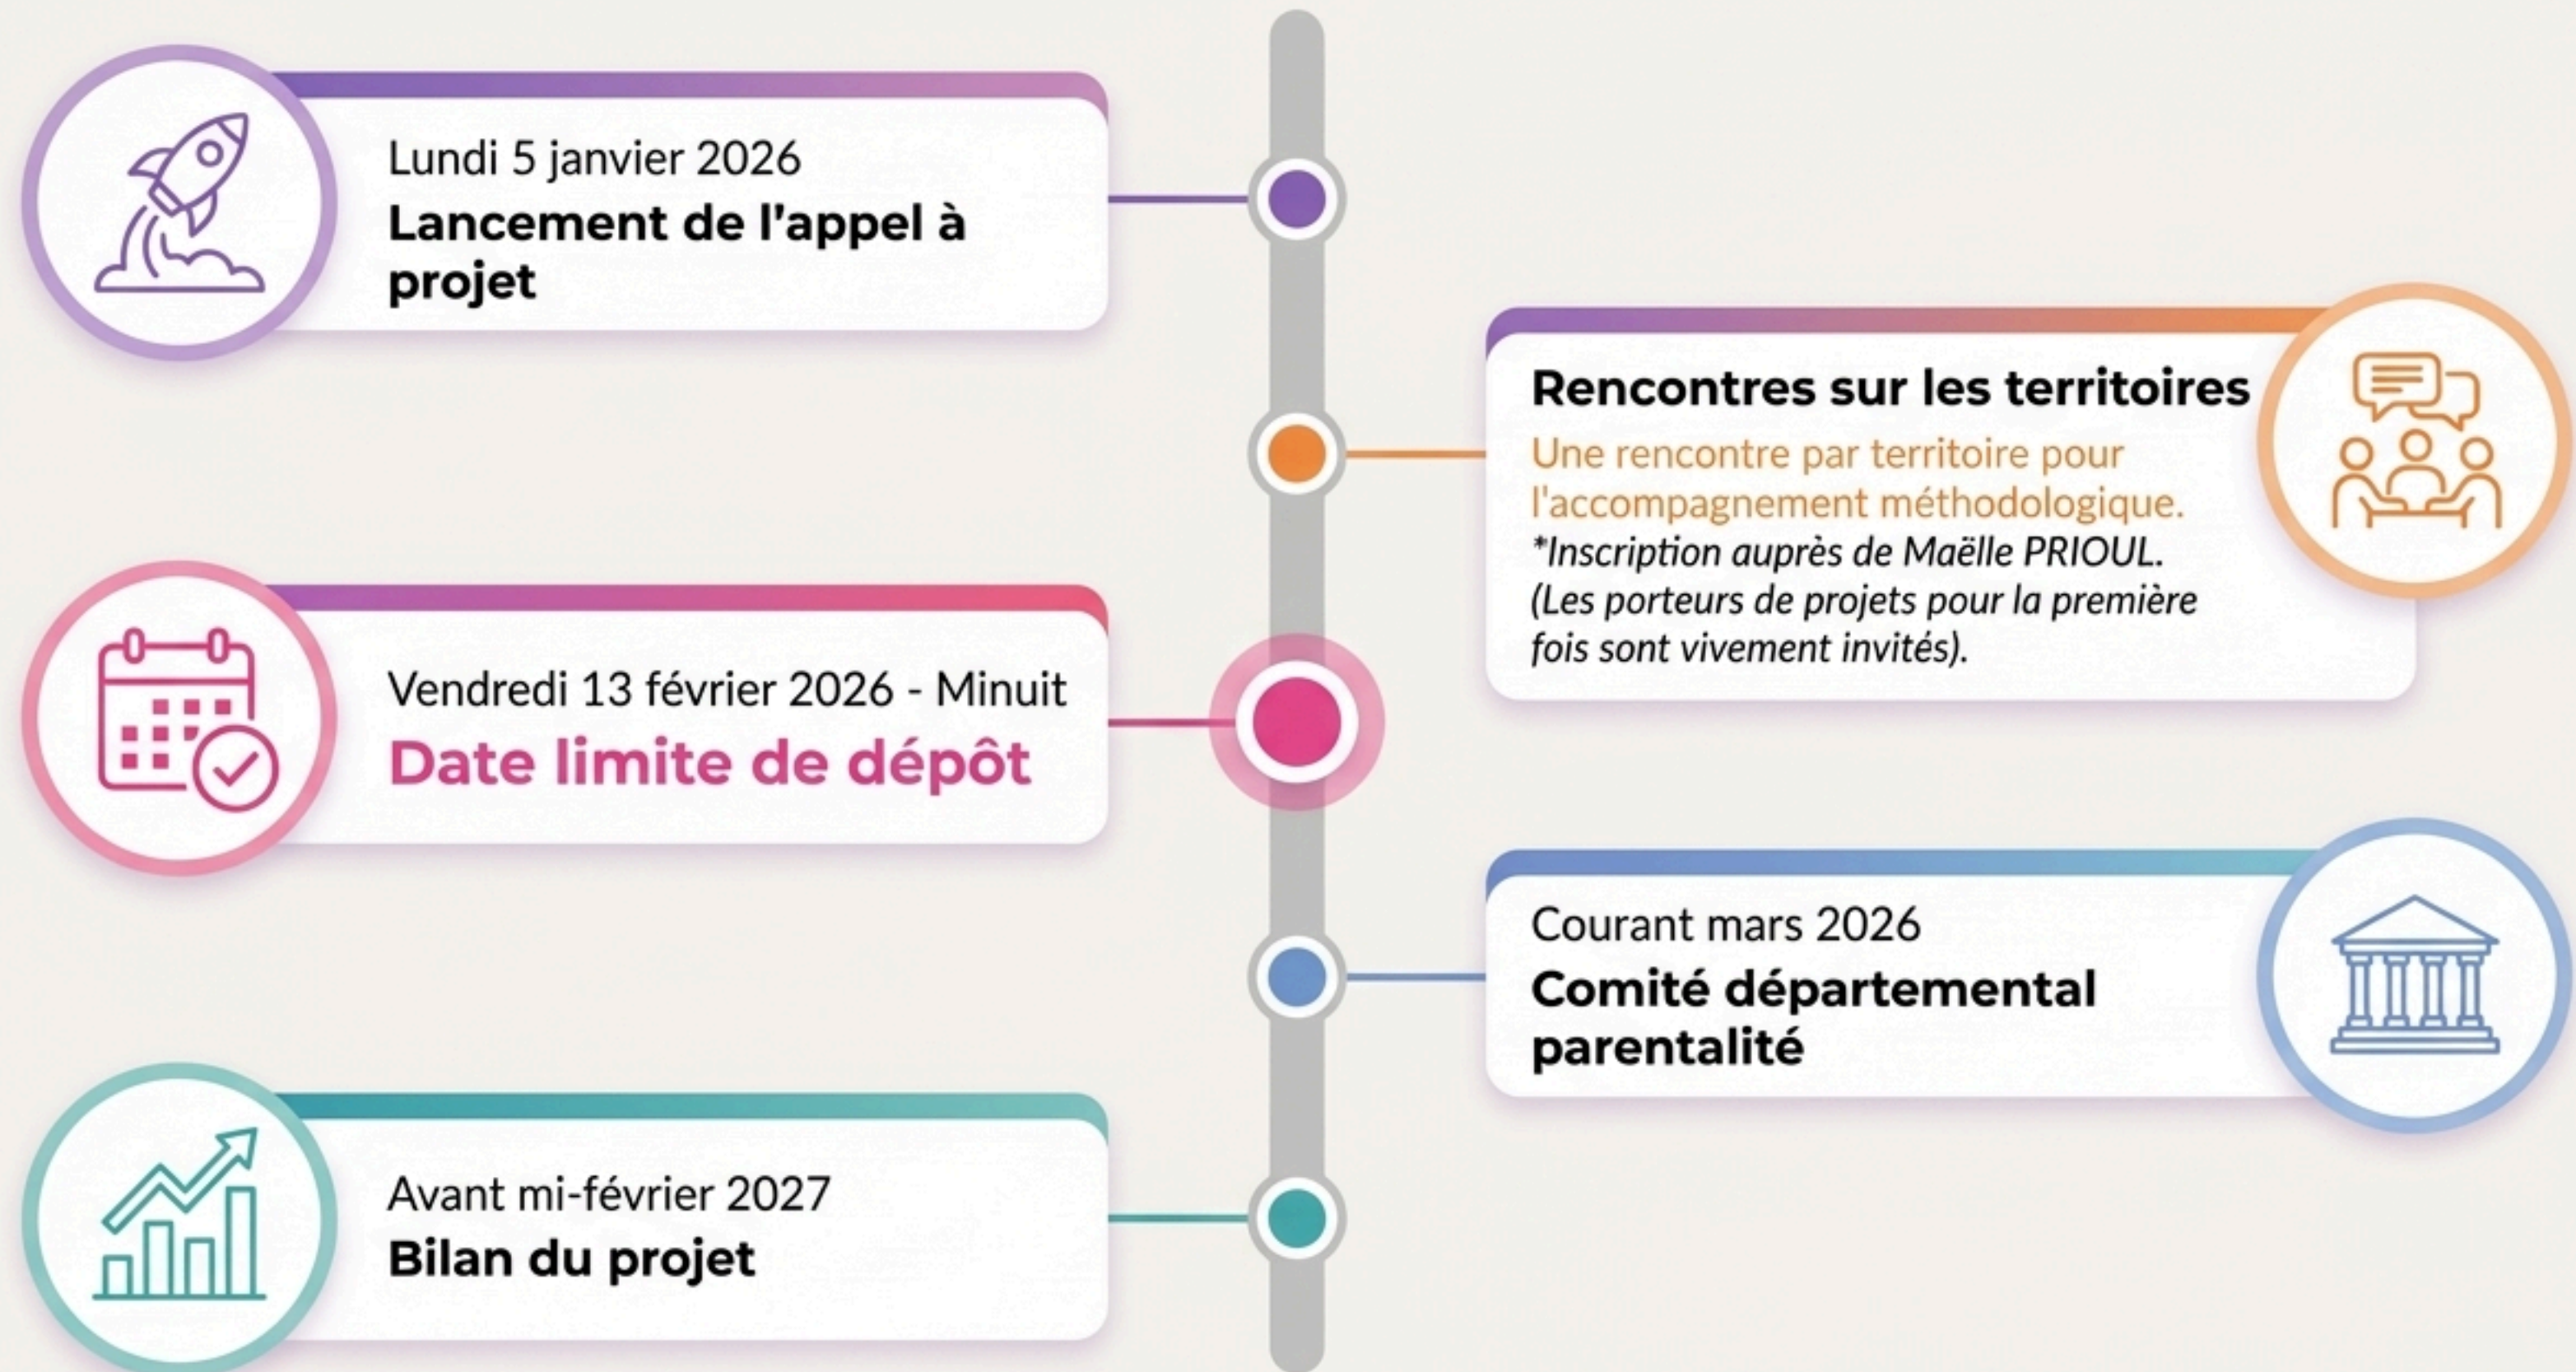 Lundi 5 janvier 2026
Lancement de l'appel à
projet
Rencontres sur les territoires
Une rencontre par territoire pour
l'accompagnement méthodologique.
*Inscription auprès de Maëlle PRIOUL.
(Les porteurs de projets pour la première
fois sont vivement invités).
Vendredi 13 février 2026 - Minuit
Date limite de dépôt
Courant mars 2026
Comité départemental
parentalité
Avant mi-février 2027
Bilan du projet